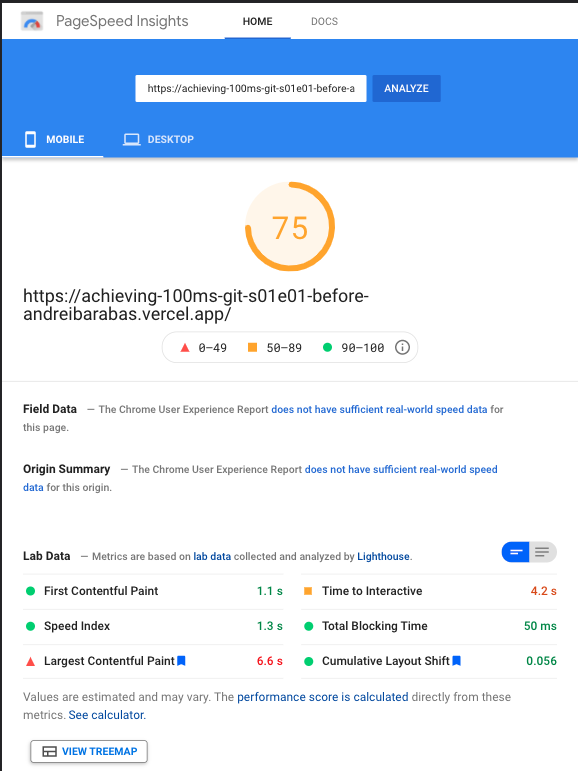 PageSpeed Insights HOME DOCS
https://achieving-100ms-git-s01e01-before-a ANALYZE
MOBILE DESKTOP
75
https://achieving-100ms-git-s01e01-before-
andreibarabas.vercel.app/
0–49 50–89 90–100
Field Data — The Chrome User Experience Report does not have sufficient real-world speed data for
this page.
Origin Summary — The Chrome User Experience Report does not have sufficient real-world speed
data for this origin.
Lab Data — Metrics are based on lab data collected and analyzed by Lighthouse.
First Contentful Paint 1.1 s Time to Interactive 4.2 s
Speed Index 1.3 s Total Blocking Time 50 ms
Largest Contentful Paint 6.6 s Cumulative Layout Shift 0.056
Values are estimated and may vary. The performance score is calculated directly from these
metrics. See calculator.
VIEW TREEMAP